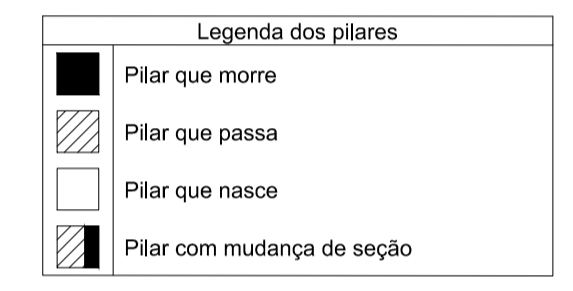 Legenda dos pilares
Pilar que morre
Pilar que passa
Pilar que nasce
Pilar com mudança de seção